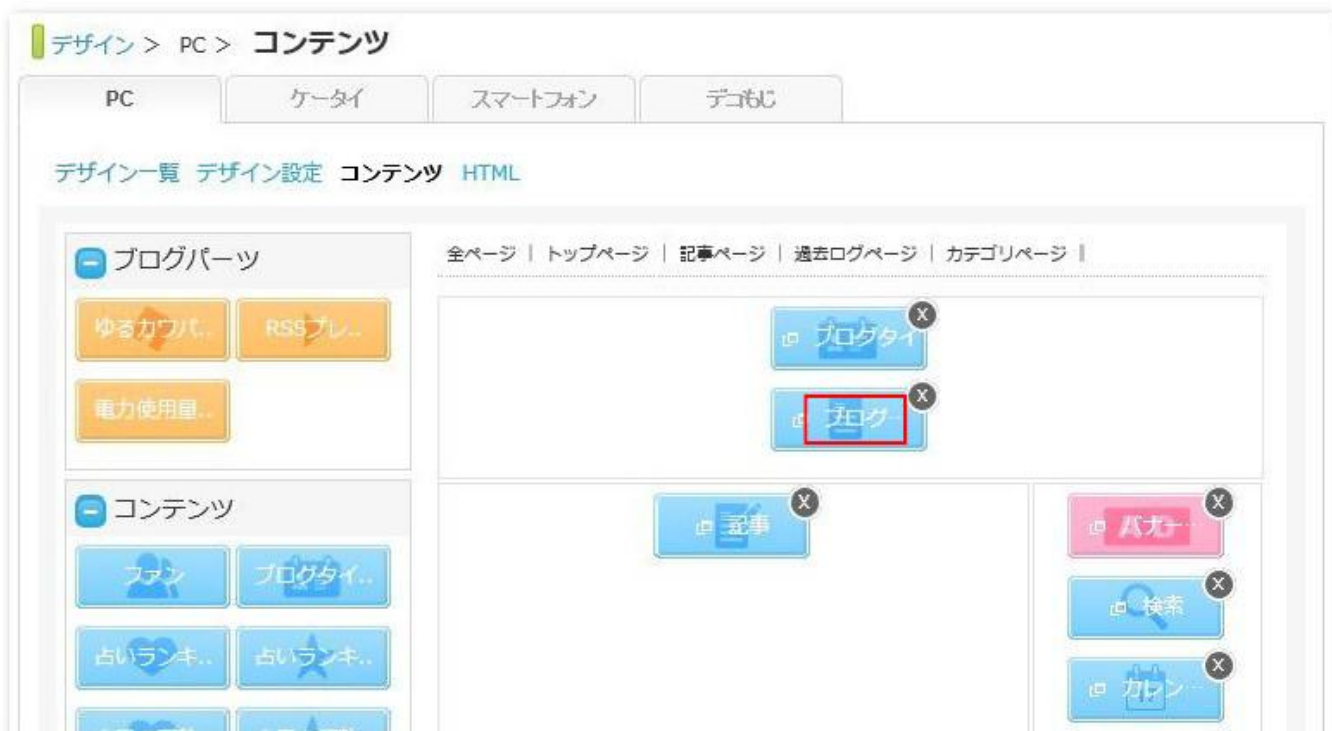 デザイン > PC > コンテンツ
PC ケータイ スマートフォン デコもじ
デザイン一覧 デザイン設定 コンテンツ HTML
ブログパーツ
ゆるカワパ.. RSSプレ..
電力使用量..
コンテンツ
ファン ブログタイ..
占いランキ.. 占いランキ..
全ページ | トップページ | 記事ページ | 過去ログページ | カテゴリページ |
ブログタイ X
ブログ… X
記事 X
バナー… X
検索 X
カレン… X